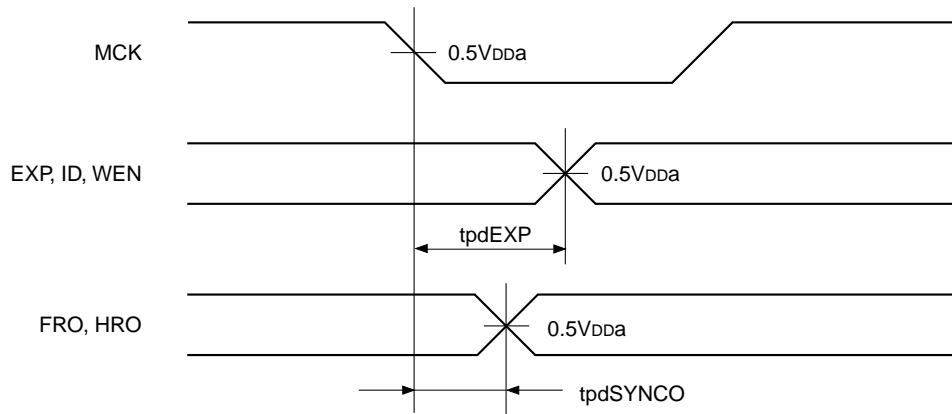 MCK
0.5VDDa
EXP, ID, WEN
0.5VDDa
tpdEXP
FRO, HRO
0.5VDDa
tpdSYNCO